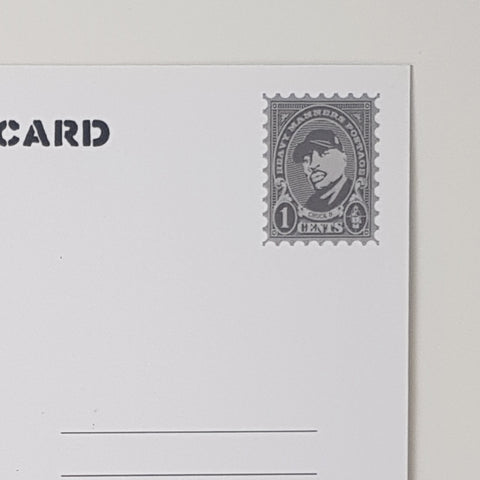 CARD
HEAVY MANNERS POSTAGE
CHUCK D
1 CENTS